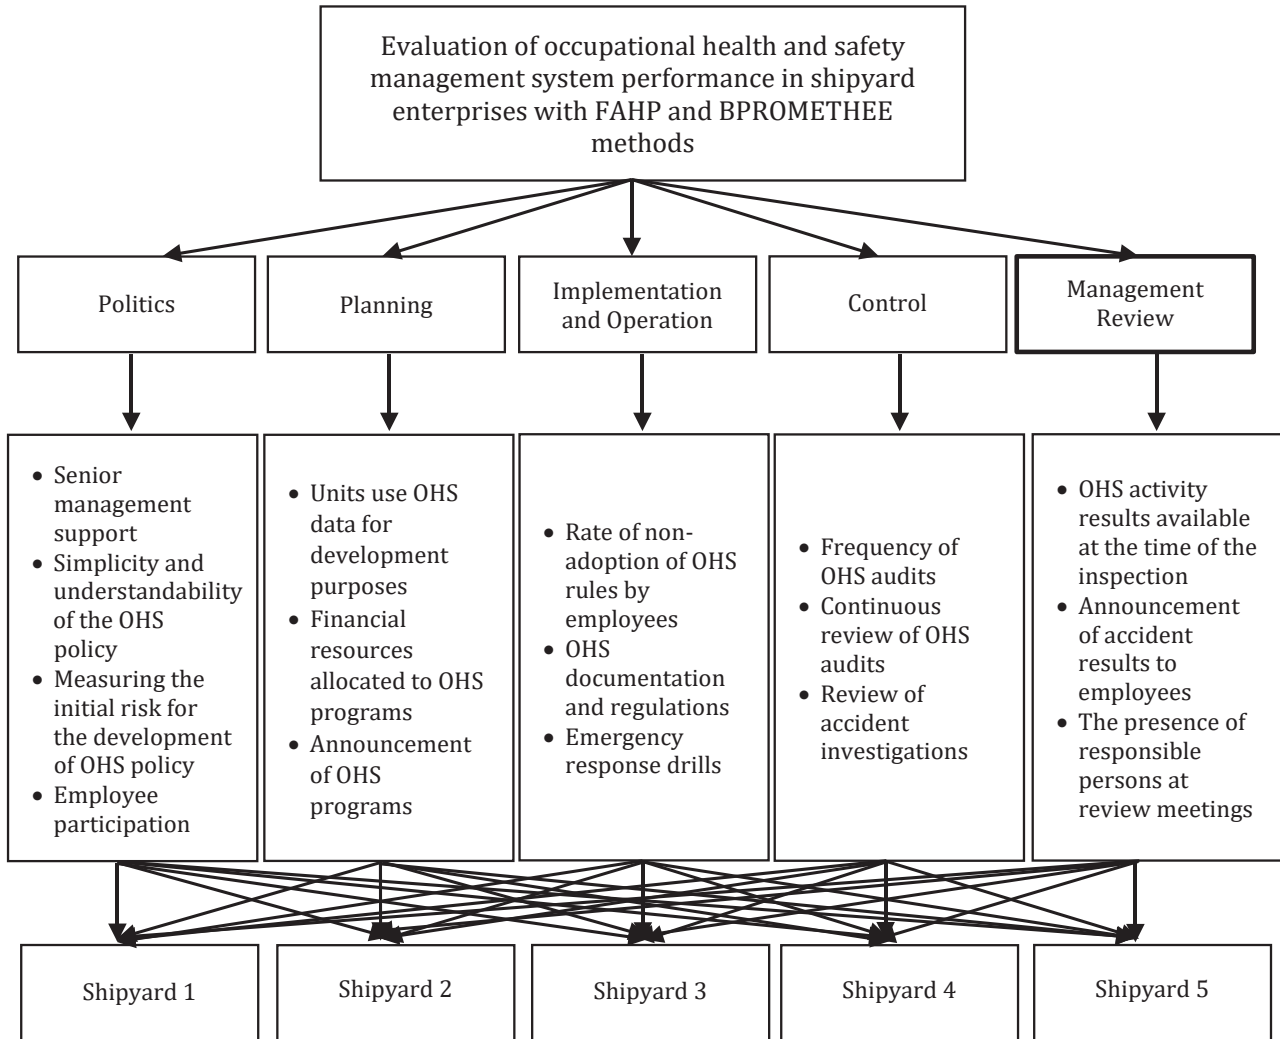 Evaluation of occupational health and safety
management system performance in shipyard
enterprises with FAHP and BPROMETHEE
methods
Politics
Planning
Implementation
and Operation
Control
Management
Review
• Senior
management
support
• Simplicity and
understandability
of the OHS
policy
• Measuring the
initial risk for
the development
of OHS policy
• Employee
participation
• Units use OHS
data for
development
purposes
• Financial
resources
allocated to OHS
programs
• Announcement
of OHS
programs
• Rate of non-
adoption of OHS
rules by
employees
• OHS
documentation
and regulations
• Emergency
response drills
• Frequency of
OHS audits
• Continuous
review of OHS
audits
• Review of
accident
investigations
• OHS activity
results available
at the time of the
inspection
• Announcement
of accident
results to
employees
• The presence of
responsible
persons at
review meetings
Shipyard 1
Shipyard 2
Shipyard 3
Shipyard 4
Shipyard 5